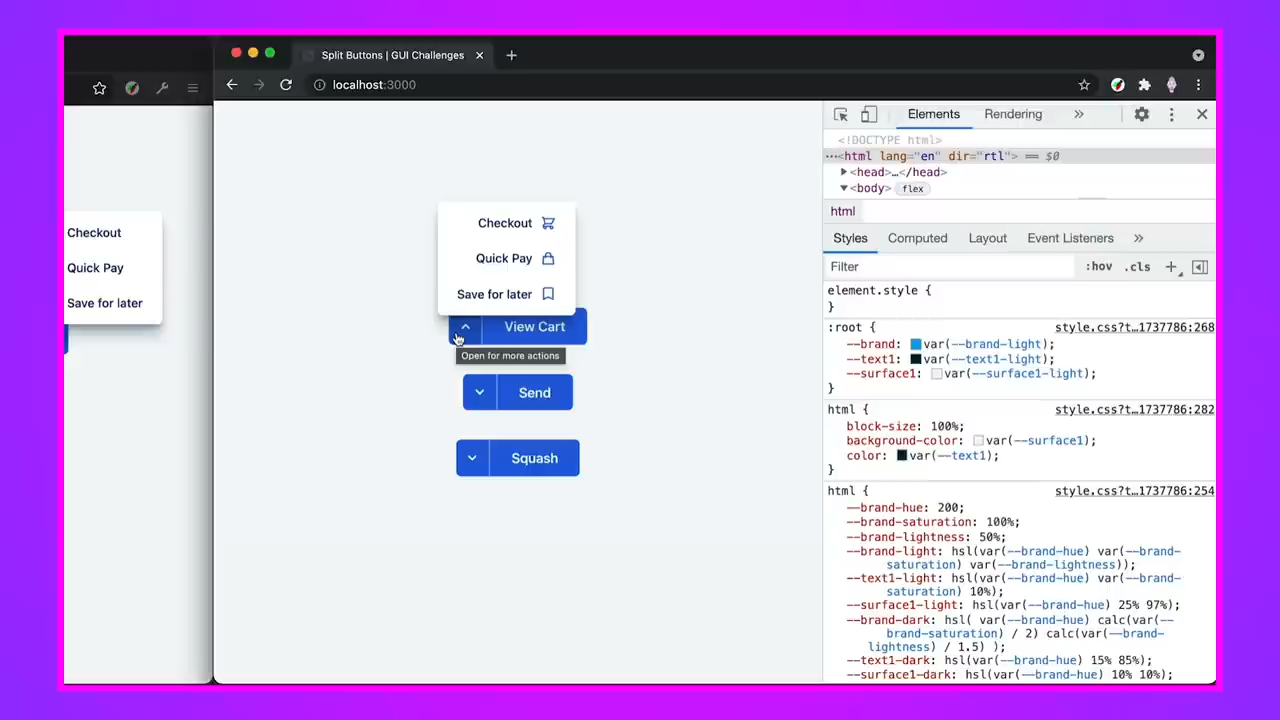 Checkout
Quick Pay
Save for later
Split Buttons | GUI Challenges
localhost:3000
Checkout
Quick Pay
Save for later
View Cart
Open for more actions
Send
Squash
Elements Rendering »
<!DOCTYPE html>
⋯<html lang="en" dir="rtl"> == $0
▶<head>…</head>
▼<body> flex
html
Styles Computed Layout Event Listeners »
Filter :hov .cls +
element.style {
}
:root { style.css?t…1737786:268
--brand: var(--brand-light);
--text1: var(--text1-light);
--surface1: var(--surface1-light);
}
html { style.css?t…1737786:282
block-size: 100%;
background-color: var(--surface1);
color: var(--text1);
}
html { style.css?t…1737786:254
--brand-hue: 200;
--brand-saturation: 100%;
--brand-lightness: 50%;
--brand-light: hsl(var(--brand-hue) var(--brand-
saturation) var(--brand-lightness));
--text1-light: hsl(var(--brand-hue) var(--brand-
saturation) 10%);
--surface1-light: hsl(var(--brand-hue) 25% 97%);
--brand-dark: hsl( var(--brand-hue) calc(var(--
brand-saturation) / 2) calc(var(--brand-
lightness) / 1.5) );
--text1-dark: hsl(var(--brand-hue) 15% 85%);
--surface1-dark: hsl(var(--brand-hue) 10% 10%);